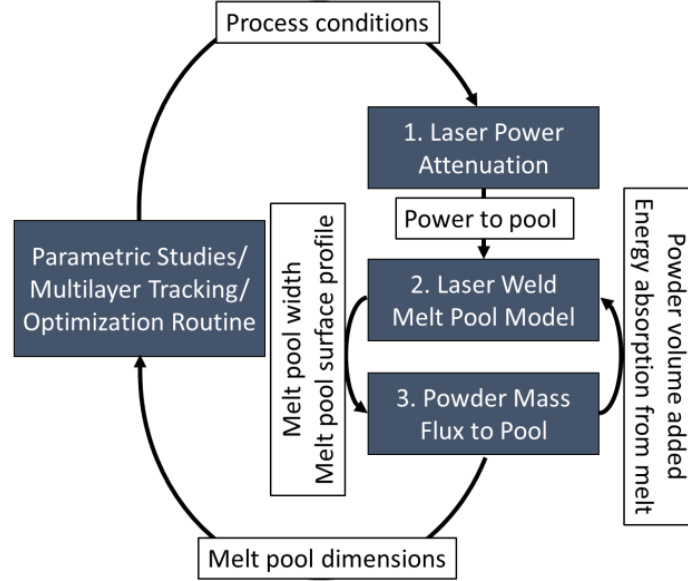 Process conditions
1. Laser Power
Attenuation
Power to pool
Parametric Studies/
Multilayer Tracking/
Optimization Routine
2. Laser Weld
Melt Pool Model
Melt pool width
Melt pool surface profile
3. Powder Mass
Flux to Pool
Powder volume added
Energy absorption from melt
Melt pool dimensions